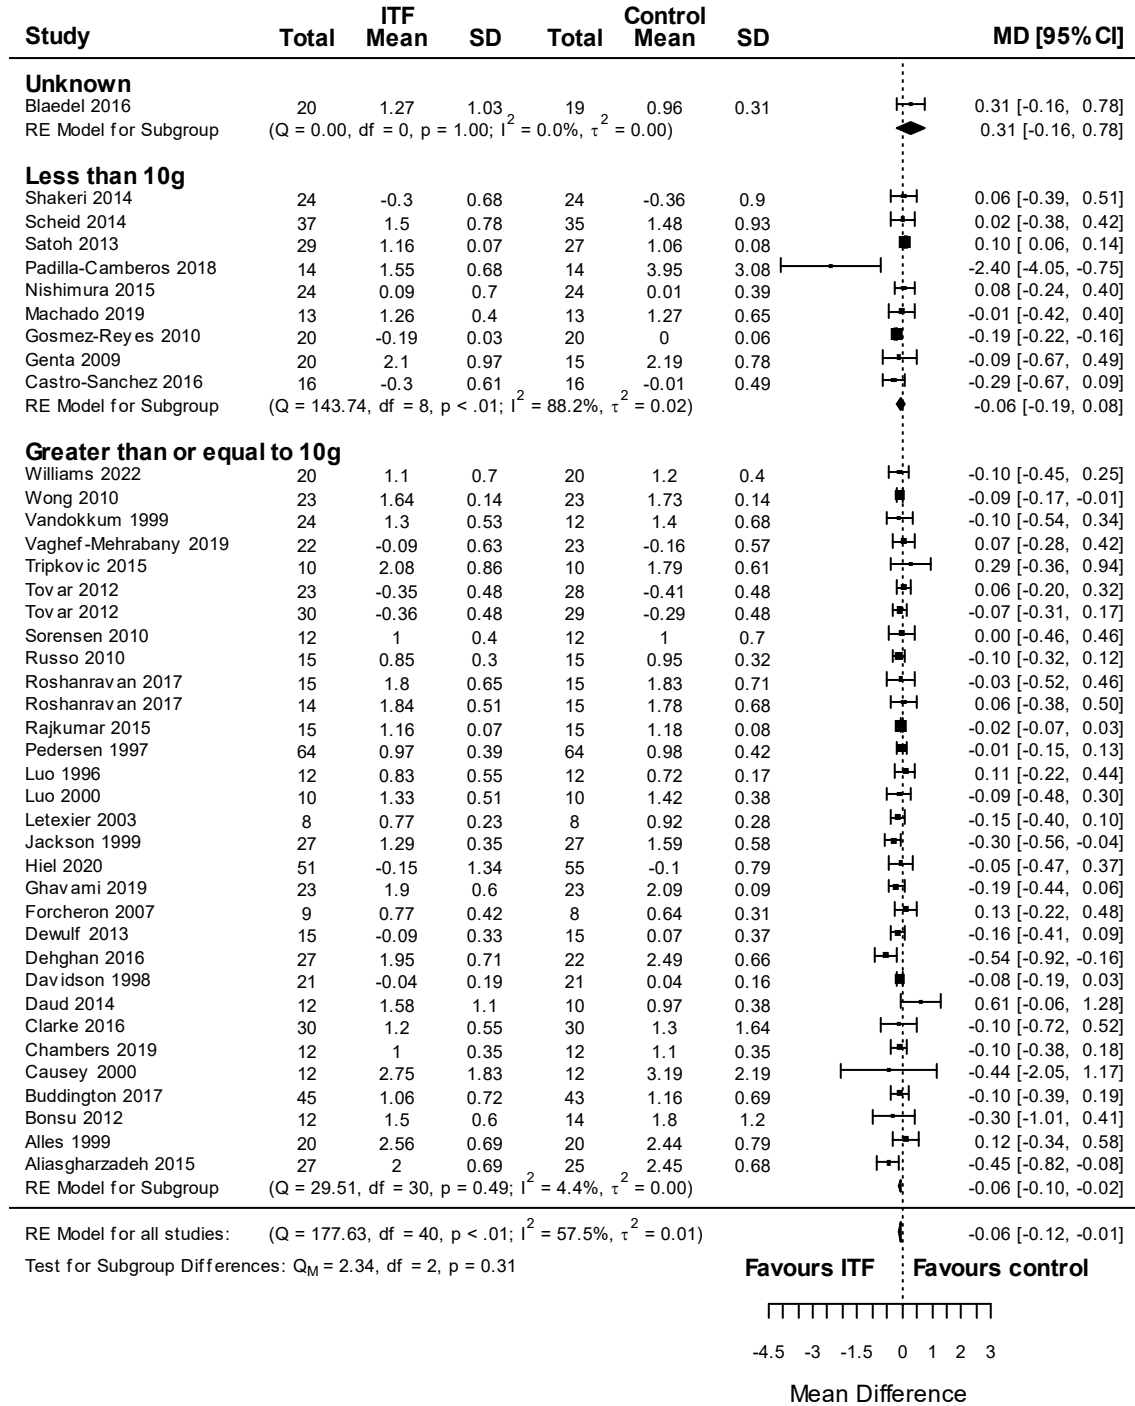 ITF Control
Study Total Mean SD Total Mean SD MD [95% CI]
Unknown
Blaedel 2016 20 1.27 1.03 19 0.96 0.31 0.31 [-0.16, 0.78]
RE Model for Subgroup (Q = 0.00, df = 0, p = 1.00; I² = 0.0%, τ² = 0.00) 0.31 [-0.16, 0.78]
Less than 10g
Shakeri 2014 24 -0.3 0.68 24 -0.36 0.9 0.06 [-0.39, 0.51]
Scheid 2014 37 1.5 0.78 35 1.48 0.93 0.02 [-0.38, 0.42]
Satoh 2013 29 1.16 0.07 27 1.06 0.08 0.10 [ 0.06, 0.14]
Padilla-Camberos 2018 14 1.55 0.68 14 3.95 3.08 -2.40 [-4.05, -0.75]
Nishimura 2015 24 0.09 0.7 24 0.01 0.39 0.08 [-0.24, 0.40]
Machado 2019 13 1.26 0.4 13 1.27 0.65 -0.01 [-0.42, 0.40]
Gosmez-Reyes 2010 20 -0.19 0.03 20 0 0.06 -0.19 [-0.22, -0.16]
Genta 2009 20 2.1 0.97 15 2.19 0.78 -0.09 [-0.67, 0.49]
Castro-Sanchez 2016 16 -0.3 0.61 16 -0.01 0.49 -0.29 [-0.67, 0.09]
RE Model for Subgroup (Q = 143.74, df = 8, p < .01; I² = 88.2%, τ² = 0.02) -0.06 [-0.19, 0.08]
Greater than or equal to 10g
Williams 2022 20 1.1 0.7 20 1.2 0.4 -0.10 [-0.45, 0.25]
Wong 2010 23 1.64 0.14 23 1.73 0.14 -0.09 [-0.17, -0.01]
Vandokkum 1999 24 1.3 0.53 12 1.4 0.68 -0.10 [-0.54, 0.34]
Vaghef-Mehrabany 2019 22 -0.09 0.63 23 -0.16 0.57 0.07 [-0.28, 0.42]
Tripkovic 2015 10 2.08 0.86 10 1.79 0.61 0.29 [-0.36, 0.94]
Tovar 2012 23 -0.35 0.48 28 -0.41 0.48 0.06 [-0.20, 0.32]
Tovar 2012 30 -0.36 0.48 29 -0.29 0.48 -0.07 [-0.31, 0.17]
Sorensen 2010 12 1 0.4 12 1 0.7 0.00 [-0.46, 0.46]
Russo 2010 15 0.85 0.3 15 0.95 0.32 -0.10 [-0.32, 0.12]
Roshanravan 2017 15 1.8 0.65 15 1.83 0.71 -0.03 [-0.52, 0.46]
Roshanravan 2017 14 1.84 0.51 15 1.78 0.68 0.06 [-0.38, 0.50]
Rajkumar 2015 15 1.16 0.07 15 1.18 0.08 -0.02 [-0.07, 0.03]
Pedersen 1997 64 0.97 0.39 64 0.98 0.42 -0.01 [-0.15, 0.13]
Luo 1996 12 0.83 0.55 12 0.72 0.17 0.11 [-0.22, 0.44]
Luo 2000 10 1.33 0.51 10 1.42 0.38 -0.09 [-0.48, 0.30]
Letexier 2003 8 0.77 0.23 8 0.92 0.28 -0.15 [-0.40, 0.10]
Jackson 1999 27 1.29 0.35 27 1.59 0.58 -0.30 [-0.56, -0.04]
Hiel 2020 51 -0.15 1.34 55 -0.1 0.79 -0.05 [-0.47, 0.37]
Ghavami 2019 23 1.9 0.6 23 2.09 0.09 -0.19 [-0.44, 0.06]
Forcheron 2007 9 0.77 0.42 8 0.64 0.31 0.13 [-0.22, 0.48]
Dewulf 2013 15 -0.09 0.33 15 0.07 0.37 -0.16 [-0.41, 0.09]
Dehghan 2016 27 1.95 0.71 22 2.49 0.66 -0.54 [-0.92, -0.16]
Davidson 1998 21 -0.04 0.19 21 0.04 0.16 -0.08 [-0.19, 0.03]
Daud 2014 12 1.58 1.1 10 0.97 0.38 0.61 [-0.06, 1.28]
Clarke 2016 30 1.2 0.55 30 1.3 1.64 -0.10 [-0.72, 0.52]
Chambers 2019 12 1 0.35 12 1.1 0.35 -0.10 [-0.38, 0.18]
Causey 2000 12 2.75 1.83 12 3.19 2.19 -0.44 [-2.05, 1.17]
Buddington 2017 45 1.06 0.72 43 1.16 0.69 -0.10 [-0.39, 0.19]
Bonsu 2012 12 1.5 0.6 14 1.8 1.2 -0.30 [-1.01, 0.41]
Alles 1999 20 2.56 0.69 20 2.44 0.79 0.12 [-0.34, 0.58]
Aliasgharzadeh 2015 27 2 0.69 25 2.45 0.68 -0.45 [-0.82, -0.08]
RE Model for Subgroup (Q = 29.51, df = 30, p = 0.49; I² = 4.4%, τ² = 0.00) -0.06 [-0.10, -0.02]
RE Model for all studies: (Q = 177.63, df = 40, p < .01; I² = 57.5%, τ² = 0.01) -0.06 [-0.12, -0.01]
Test for Subgroup Differences: Q_M = 2.34, df = 2, p = 0.31
Favours ITF Favours control
-4.5 -3 -1.5 0 1 2 3
Mean Difference